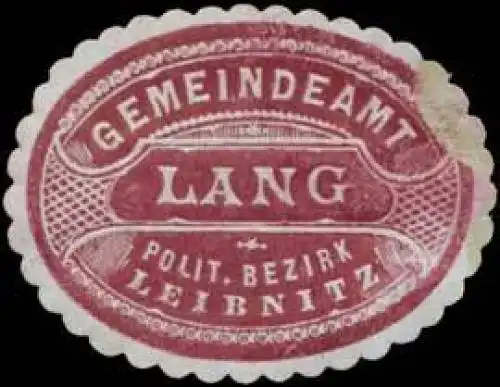 GEMEINDEAMT
LANG
POLIT. BEZIRK
LEIBNITZ